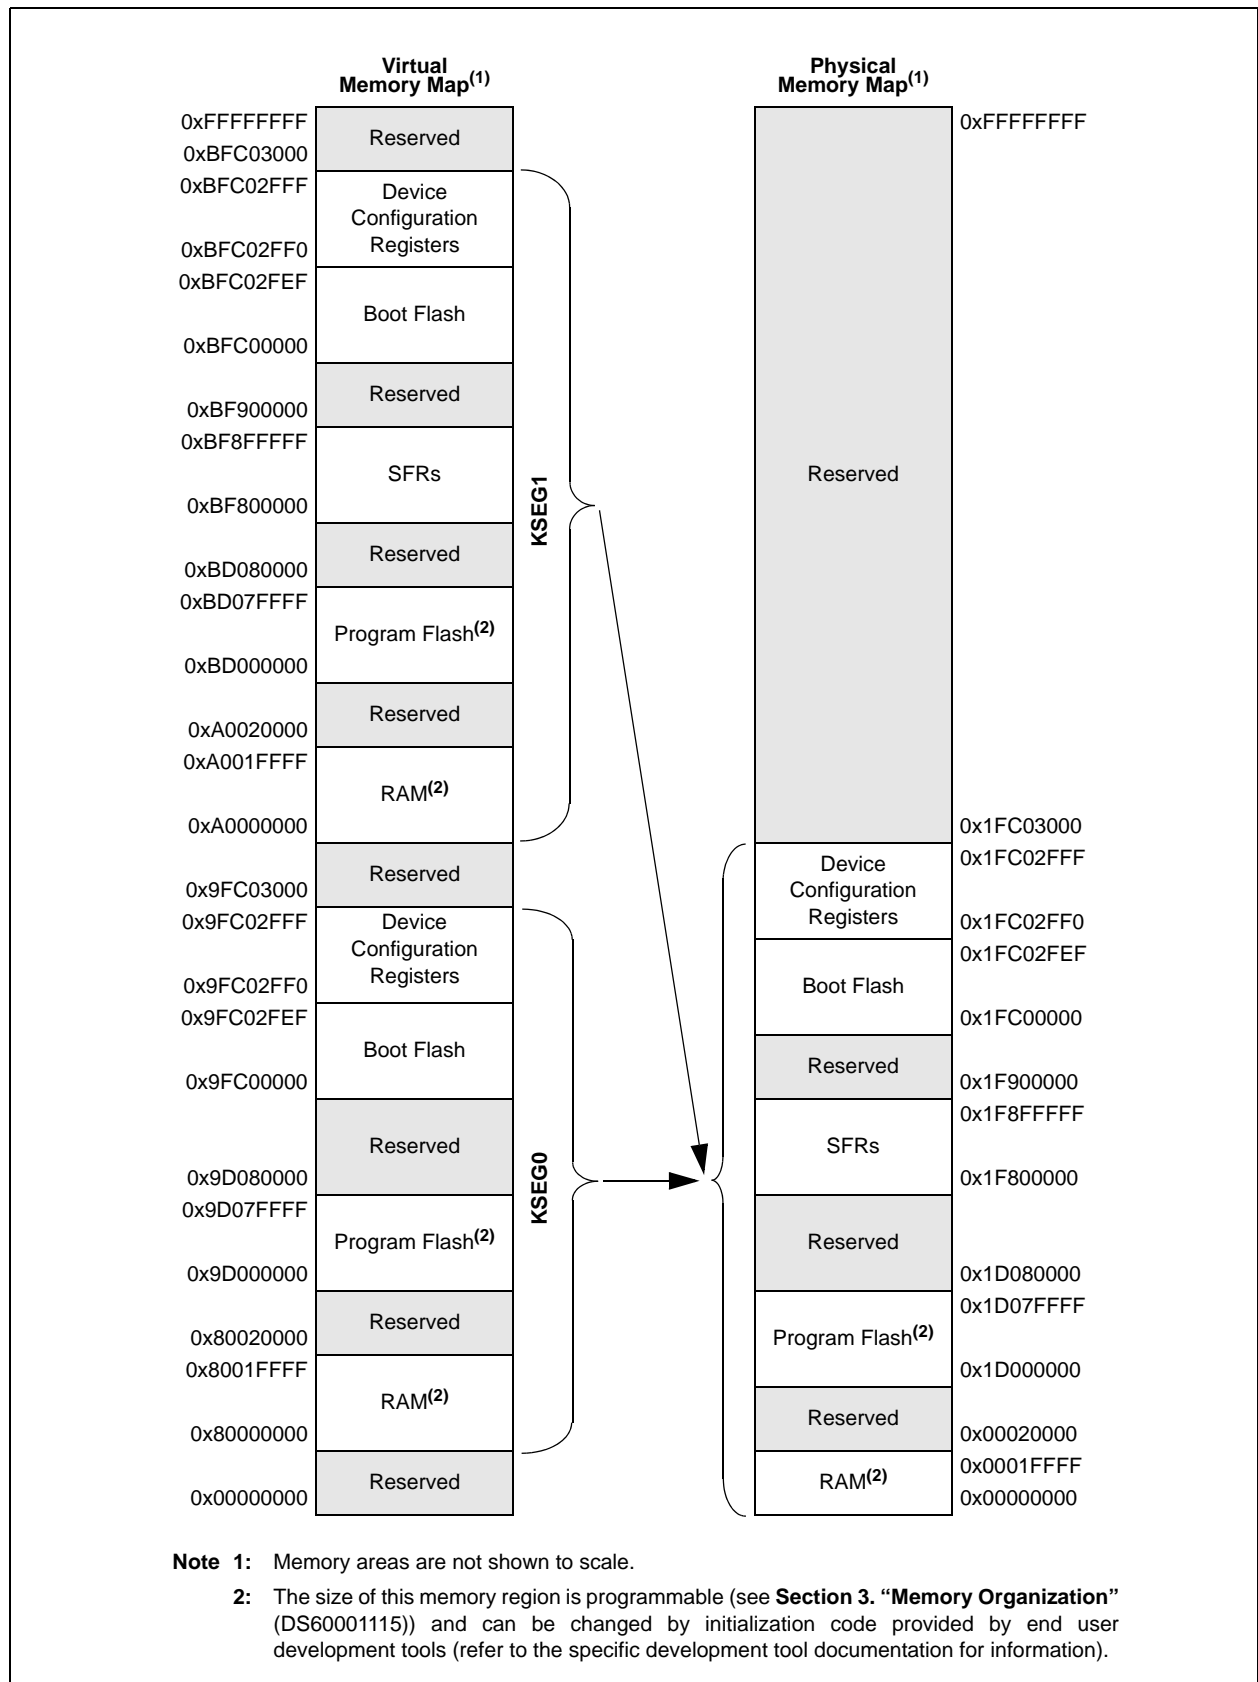 Virtual
Memory Map(1)
0xFFFFFFFF
Reserved
0xBFC03000
0xBFC02FFF
Device
Configuration
Registers
0xBFC02FF0
0xBFC02FEF
Boot Flash
0xBFC00000
Reserved
0xBF900000
0xBF8FFFFF
SFRs
0xBF800000
Reserved
0xBD080000
0xBD07FFFF
Program Flash(2)
0xBD000000
Reserved
0xA0020000
0xA001FFFF
RAM(2)
0xA0000000
KSEG1
Reserved
0x9FC03000
0x9FC02FFF
Device
Configuration
Registers
0x9FC02FF0
0x9FC02FEF
Boot Flash
0x9FC00000
Reserved
0x9D080000
0x9D07FFFF
Program Flash(2)
0x9D000000
Reserved
0x80020000
0x8001FFFF
RAM(2)
0x80000000
KSEG0
Reserved
0x00000000
Physical
Memory Map(1)
0xFFFFFFFF
Reserved
0x1FC03000
0x1FC02FFF
Device
Configuration
Registers
0x1FC02FF0
0x1FC02FEF
Boot Flash
0x1FC00000
Reserved
0x1F900000
0x1F8FFFFF
SFRs
0x1F800000
Reserved
0x1D080000
0x1D07FFFF
Program Flash(2)
0x1D000000
Reserved
0x00020000
0x0001FFFF
RAM(2)
0x00000000
Note 1: Memory areas are not shown to scale.
2: The size of this memory region is programmable (see Section 3. “Memory Organization”
(DS60001115)) and can be changed by initialization code provided by end user
development tools (refer to the specific development tool documentation for information).